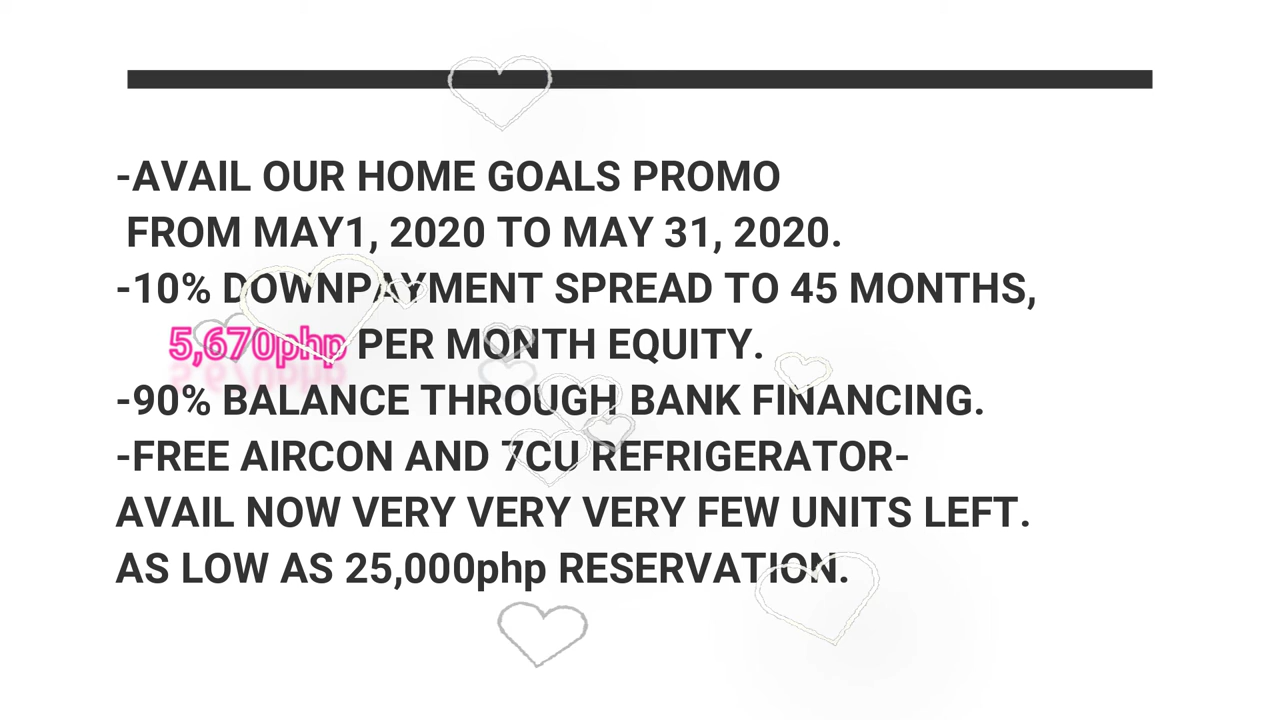 -AVAIL OUR HOME GOALS PROMO
FROM MAY1, 2020 TO MAY 31, 2020.
-10% DOWNPAYMENT SPREAD TO 45 MONTHS,
5,670php PER MONTH EQUITY.
-90% BALANCE THROUGH BANK FINANCING.
-FREE AIRCON AND 7CU REFRIGERATOR-
AVAIL NOW VERY VERY VERY FEW UNITS LEFT.
AS LOW AS 25,000php RESERVATION.